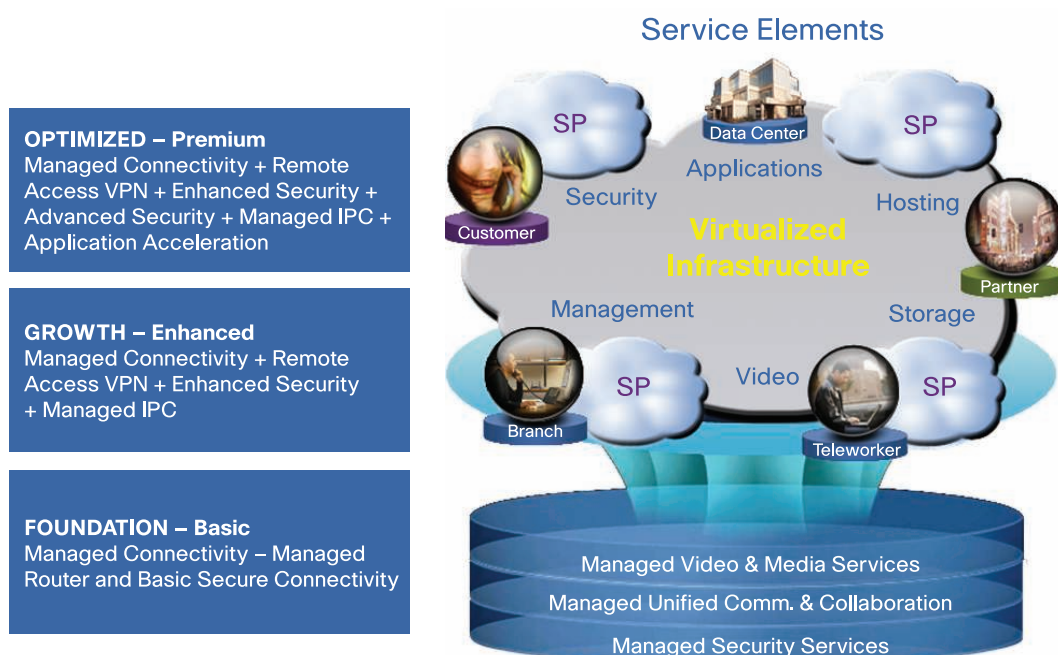 Service Elements
OPTIMIZED – Premium
Managed Connectivity + Remote
Access VPN + Enhanced Security +
Advanced Security + Managed IPC +
Application Acceleration
GROWTH – Enhanced
Managed Connectivity + Remote
Access VPN + Enhanced Security
+ Managed IPC
FOUNDATION – Basic
Managed Connectivity – Managed
Router and Basic Secure Connectivity
SP
Data Center
SP
Applications
Security
Hosting
Customer
Virtualized
Infrastructure
Partner
Management
Storage
SP
Video
SP
Branch
Teleworker
Managed Video & Media Services
Managed Unified Comm. & Collaboration
Managed Security Services